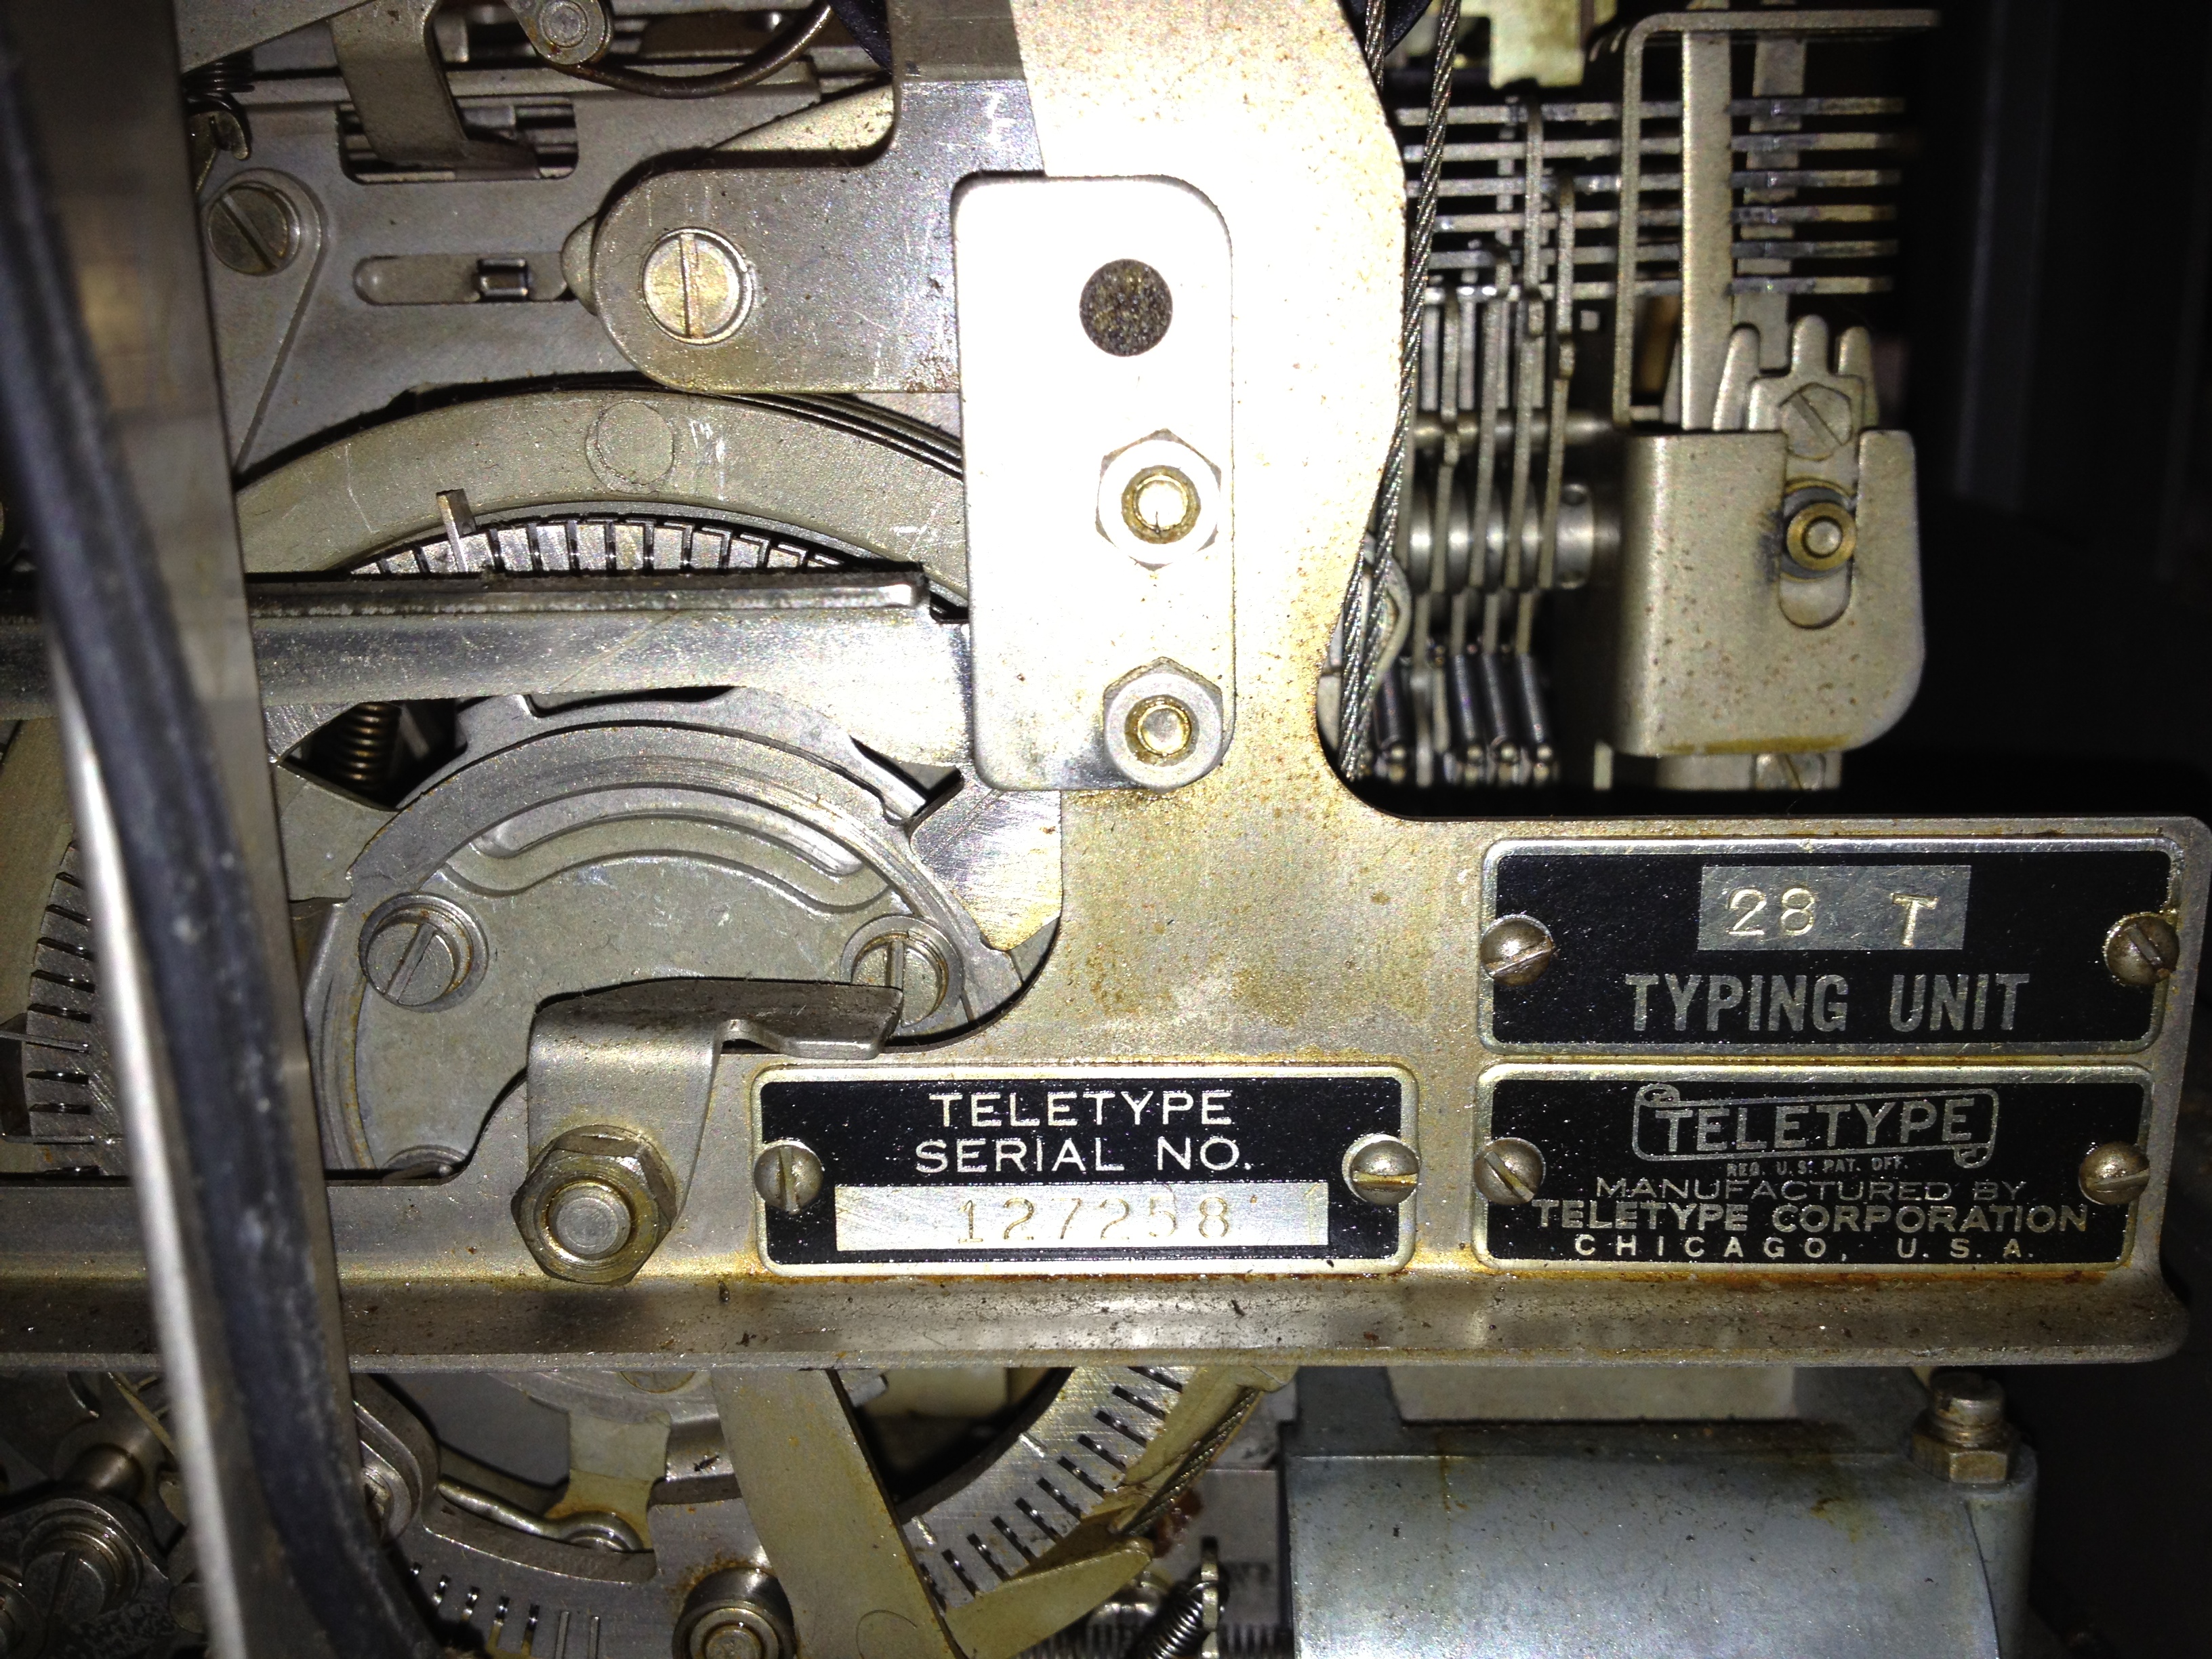 28 T
TYPING UNIT
TELETYPE
SERIAL NO.
127258
TELETYPE
REG. U.S. PAT. OFF.
MANUFACTURED BY
TELETYPE CORPORATION
CHICAGO, U.S.A.